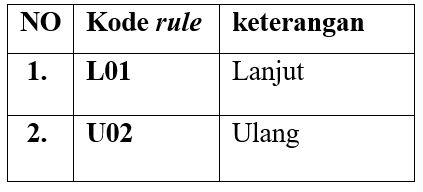 NO Kode rule keterangan
1. L01 Lanjut
2. U02 Ulang